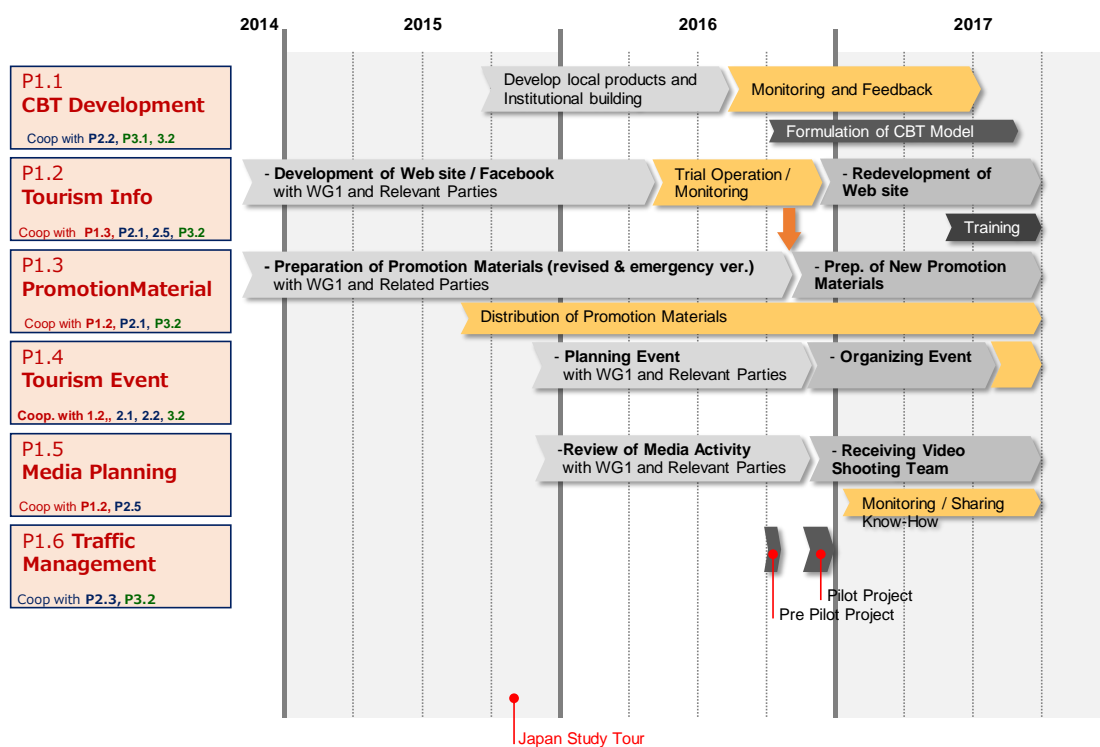 2014
2015
2016
2017
P1.1
CBT Development
Coop with P2.2, P3.1, 3.2
Develop local products and
Institutional building
Monitoring and Feedback
Formulation of CBT Model
P1.2
Tourism Info
Coop with P1.3, P2.1, 2.5, P3.2
- Development of Web site / Facebook
with WG1 and Relevant Parties
Trial Operation /
Monitoring
- Redevelopment of
Web site
Training
P1.3
PromotionMaterial
Coop with P1.2, P2.1, P3.2
- Preparation of Promotion Materials (revised & emergency ver.)
with WG1 and Related Parties
- Prep. of New Promotion
Materials
Distribution of Promotion Materials
P1.4
Tourism Event
Coop. with 1.2,, 2.1, 2.2, 3.2
- Planning Event
with WG1 and Relevant Parties
- Organizing Event
P1.5
Media Planning
Coop with P1.2, P2.5
-Review of Media Activity
with WG1 and Relevant Parties
- Receiving Video
Shooting Team
Monitoring / Sharing
Know-How
P1.6 Traffic
Management
Coop with P2.3, P3.2
Pilot Project
Pre Pilot Project
Japan Study Tour